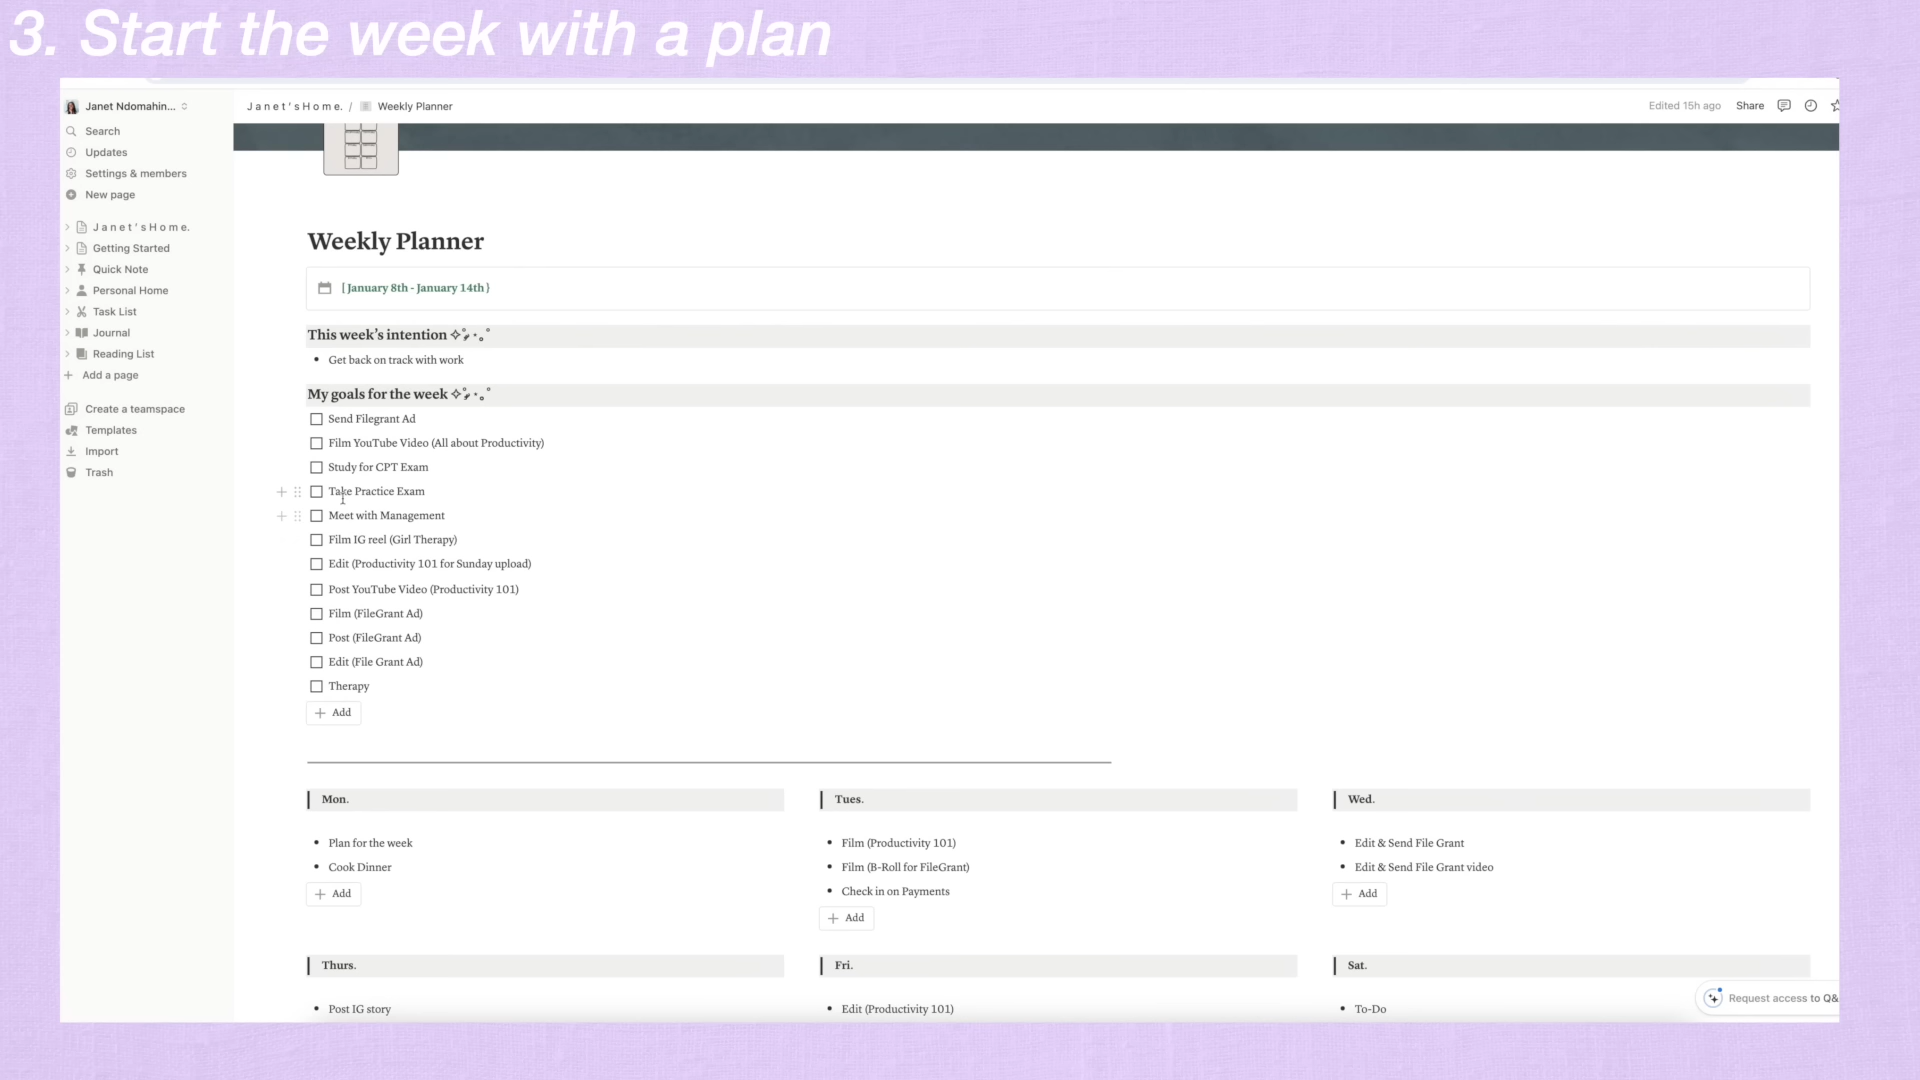 3. Start the week with a plan
Janet Ndomahin...
Search
Updates
Settings & members
New page
J a n e t ' s H o m e.
Getting Started
Quick Note
Personal Home
Task List
Journal
Reading List
Add a page
Create a teamspace
Templates
Import
Trash
J a n e t ' s H o m e. / Weekly Planner
Edited 15h ago Share
Weekly Planner
[ January 8th - January 14th }
This week's intention ✧˚₊‧｡˚
• Get back on track with work
My goals for the week ✧˚₊‧｡˚
Send Filegrant Ad
Film YouTube Video (All about Productivity)
Study for CPT Exam
Take Practice Exam
Meet with Management
Film IG reel (Girl Therapy)
Edit (Productivity 101 for Sunday upload)
Post YouTube Video (Productivity 101)
Film (FileGrant Ad)
Post (FileGrant Ad)
Edit (File Grant Ad)
Therapy
+ Add
Mon.
• Plan for the week
• Cook Dinner
+ Add
Tues.
• Film (Productivity 101)
• Film (B-Roll for FileGrant)
• Check in on Payments
+ Add
Wed.
• Edit & Send File Grant
• Edit & Send File Grant video
+ Add
Thurs.
• Post IG story
Fri.
• Edit (Productivity 101)
Sat.
• To-Do
Request access to Q&